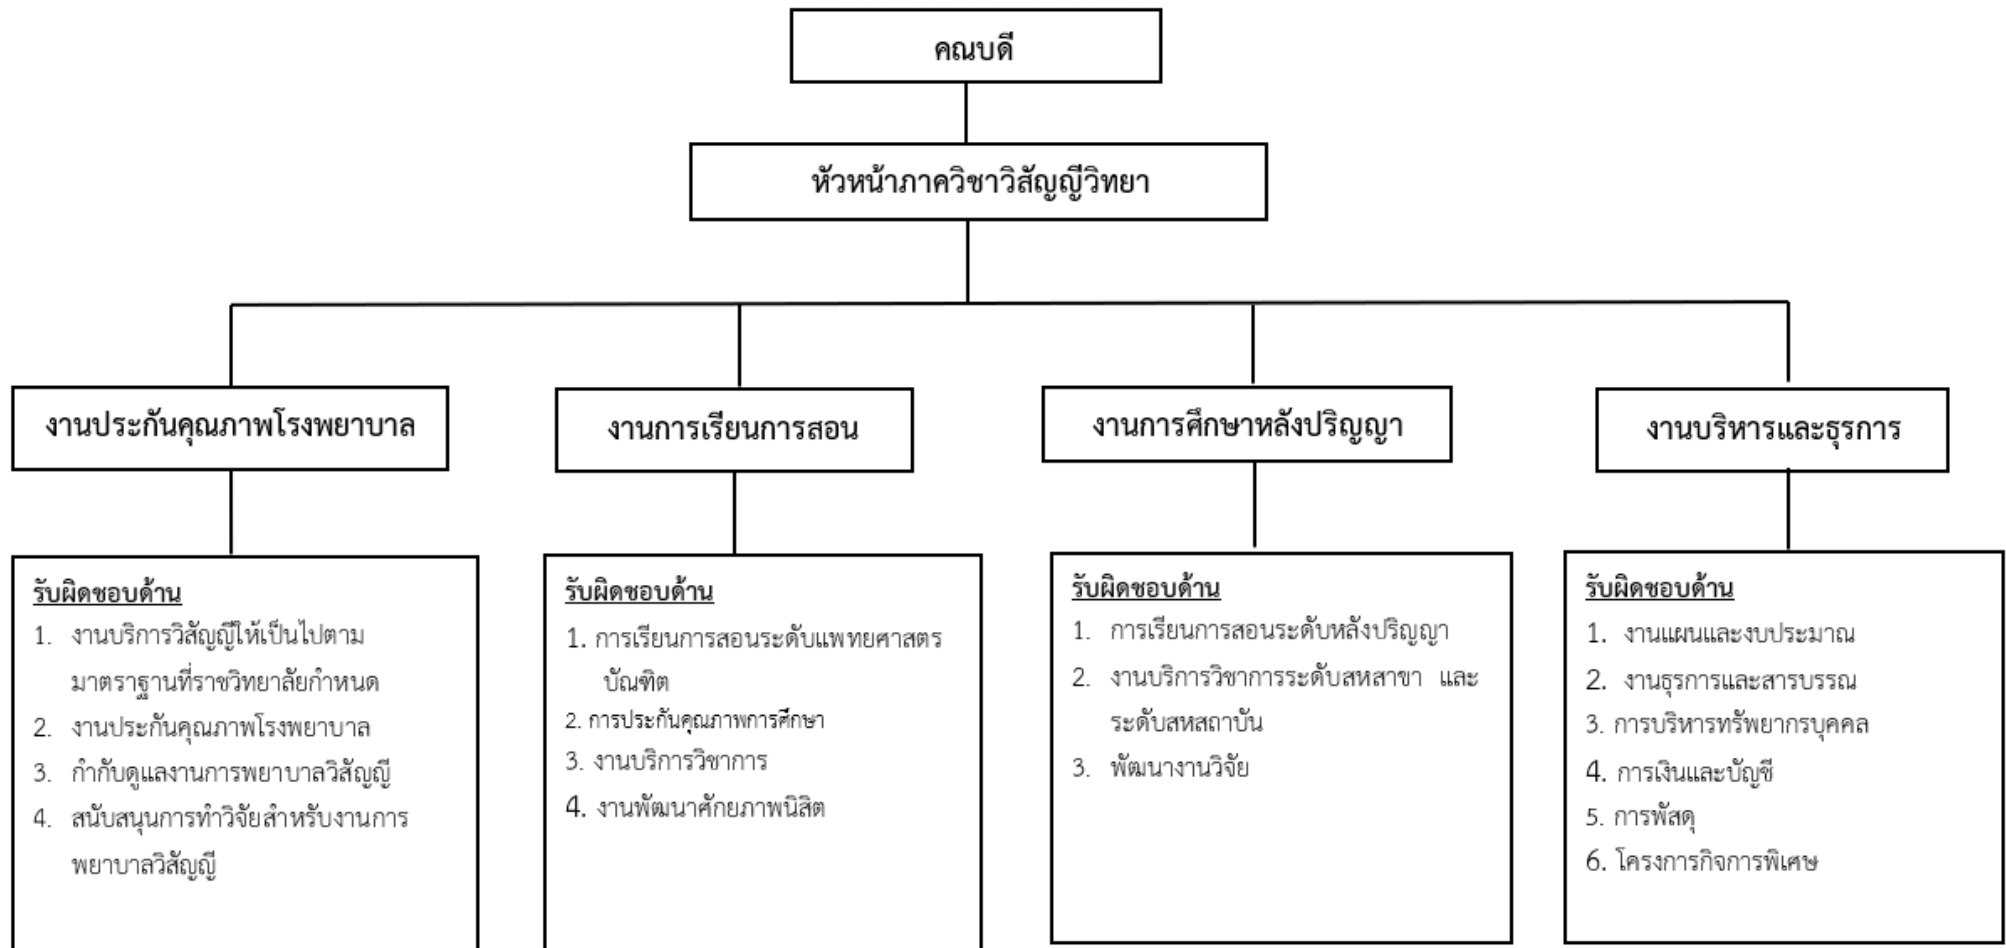 คณบดี
หัวหน้าภาควิชาวิสัญญีวิทยา
งานประกันคุณภาพโรงพยาบาล
งานการเรียนการสอน
งานการศึกษาหลังปริญญา
งานบริหารและธุรการ
รับผิดชอบด้าน
1. งานบริการวิสัญญีให้เป็นไปตาม
มาตราฐานที่ราชวิทยาลัยกำหนด
2. งานประกันคุณภาพโรงพยาบาล
3. กำกับดูแลงานการพยาบาลวิสัญญี
4. สนับสนุนการทำวิจัยสำหรับงานการ
พยาบาลวิสัญญี
รับผิดชอบด้าน
1. การเรียนการสอนระดับแพทยศาสตร
บัณฑิต
2. การประกันคุณภาพการศึกษา
3. งานบริการวิชาการ
4. งานพัฒนาศักยภาพนิสิต
รับผิดชอบด้าน
1. การเรียนการสอนระดับหลังปริญญา
2. งานบริการวิชาการระดับสหสาขา และ
ระดับสหสถาบัน
3. พัฒนางานวิจัย
รับผิดชอบด้าน
1. งานแผนและงบประมาณ
2. งานธุรการและสารบรรณ
3. การบริหารทรัพยากรบุคคล
4. การเงินและบัญชี
5. การพัสดุ
6. โครงการกิจการพิเศษ